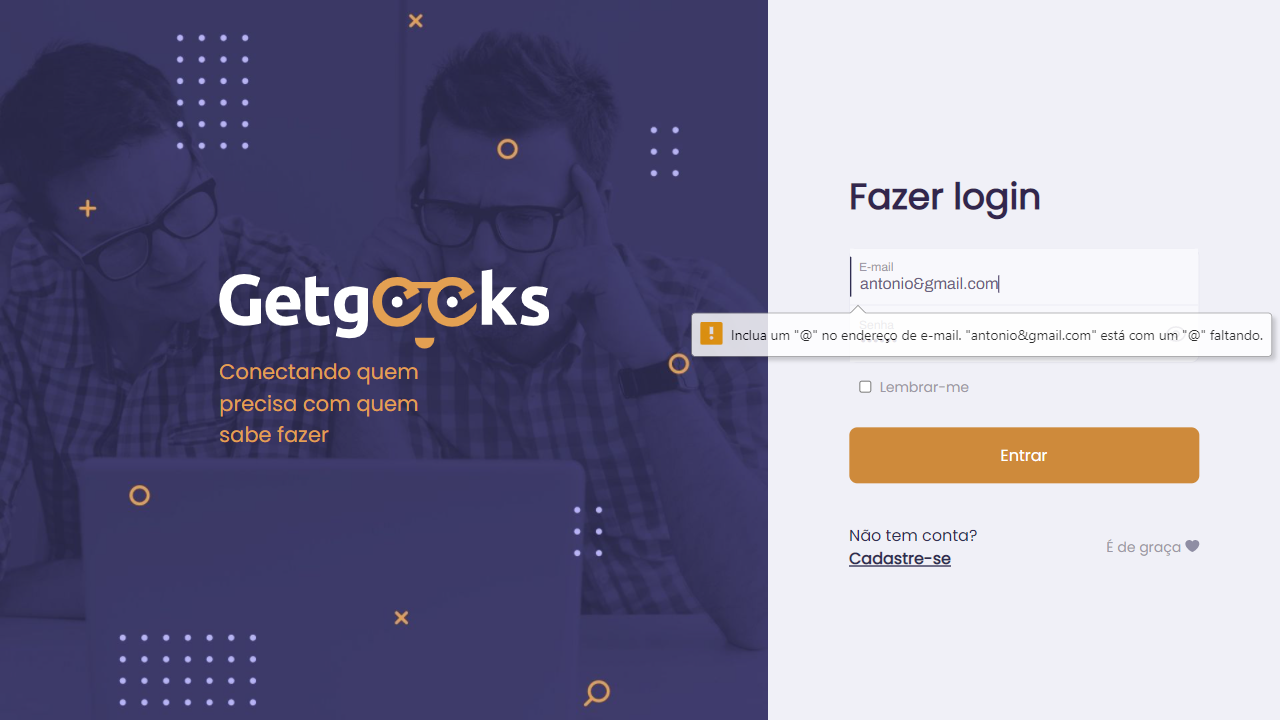 Getgeeks
Conectando quem
precisa com quem
sabe fazer
Fazer login
E-mail
antonio&gmail.com
Senha
Inclua um "@" no endereço de e-mail. "antonio&gmail.com" está com um "@" faltando.
Lembrar-me
Entrar
Não tem conta?
Cadastre-se
É de graça